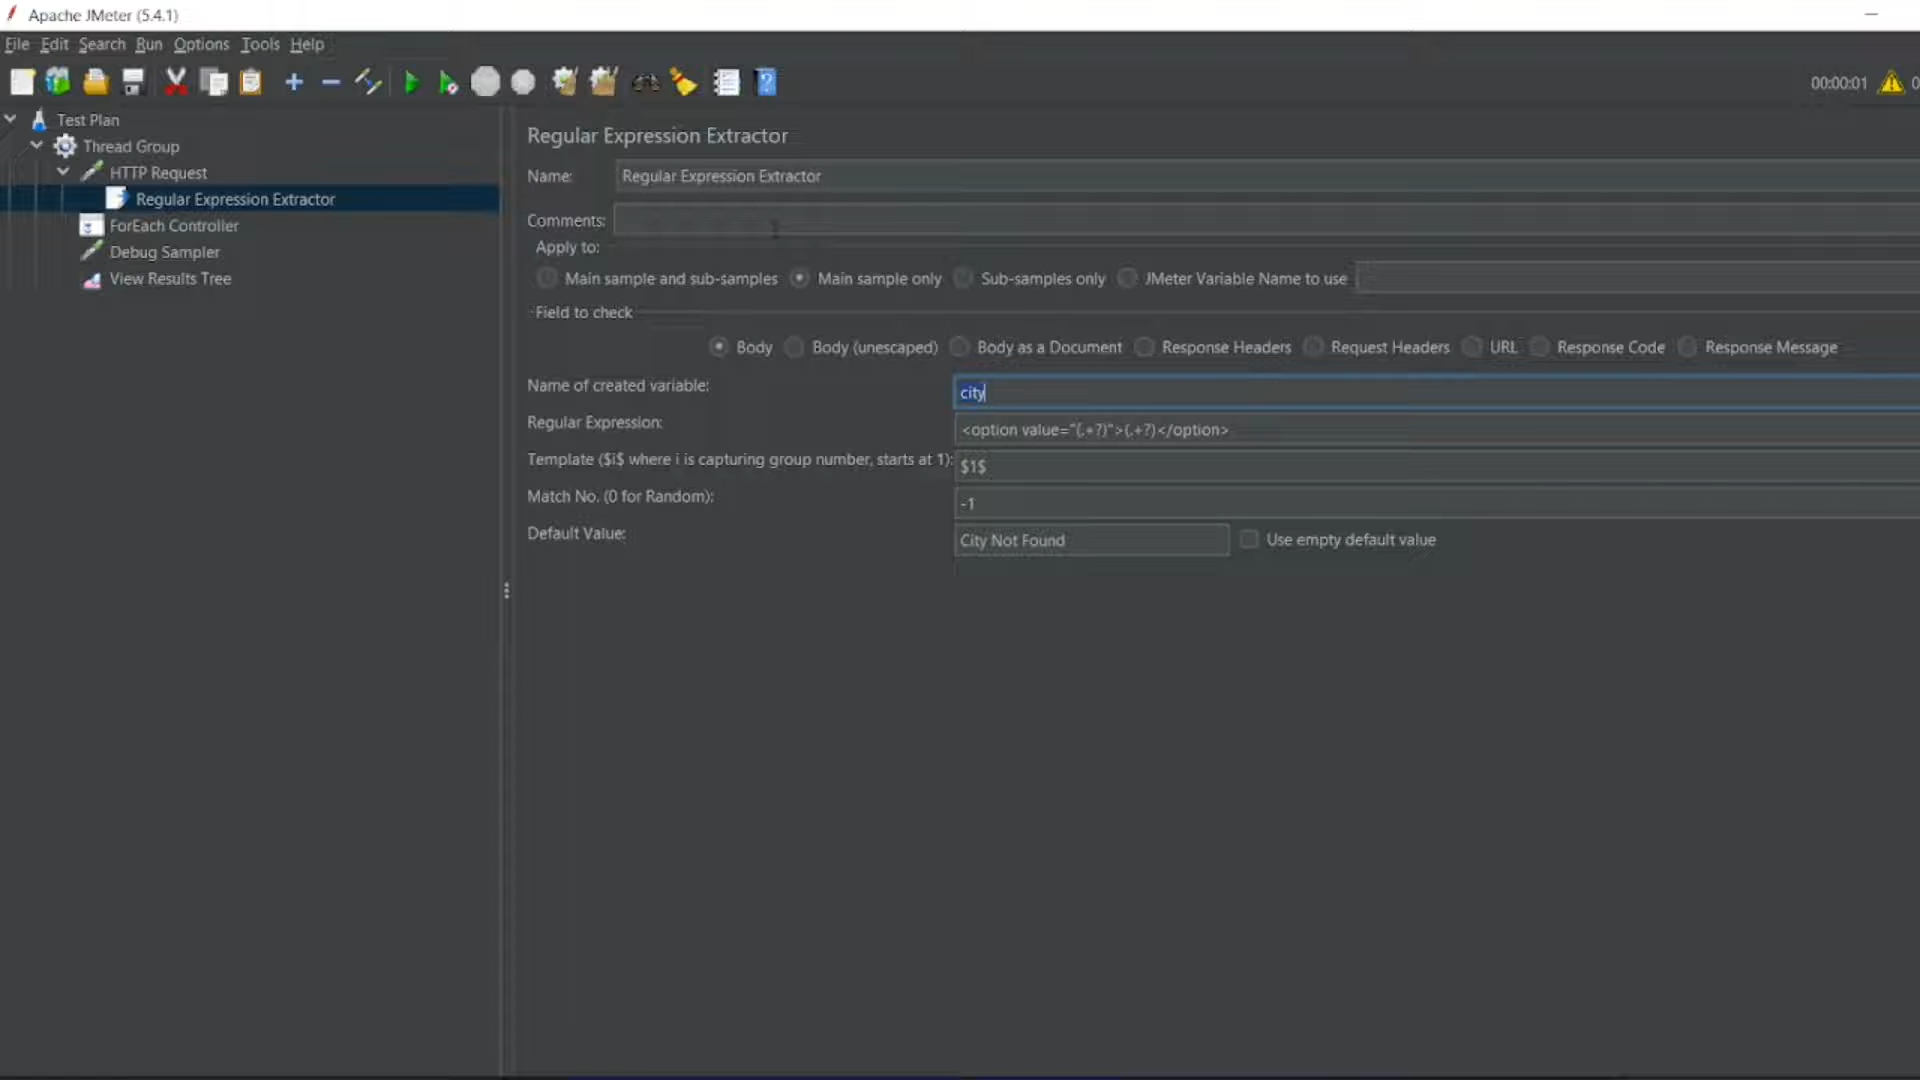 Apache JMeter (5.4.1)
File Edit Search Run Options Tools Help
00:00:01
Test Plan
Thread Group
HTTP Request
Regular Expression Extractor
ForEach Controller
Debug Sampler
View Results Tree
Regular Expression Extractor
Name: Regular Expression Extractor
Comments:
Apply to:
Main sample and sub-samples Main sample only Sub-samples only JMeter Variable Name to use
Field to check
Body Body (unescaped) Body as a Document Response Headers Request Headers URL Response Code Response Message
Name of created variable: city
Regular Expression: <option value="(.+?)">(.+?)</option>
Template ($i$ where i is capturing group number, starts at 1): $1$
Match No. (0 for Random): -1
Default Value: City Not Found Use empty default value